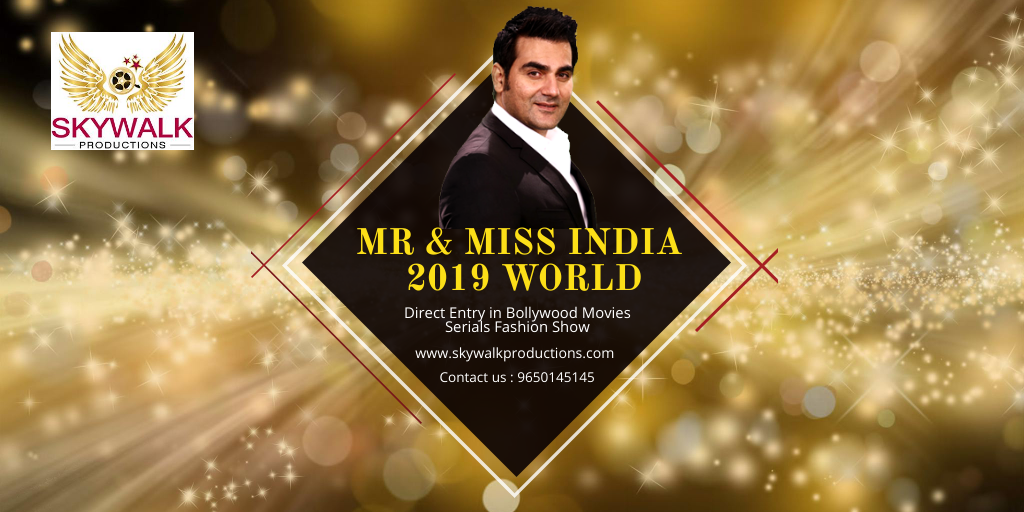 SKYWALK
PRODUCTIONS
MR & MISS INDIA
2019 WORLD
Direct Entry in Bollywood Movies
Serials Fashion Show
www.skywalkproductions.com
Contact us : 9650145145